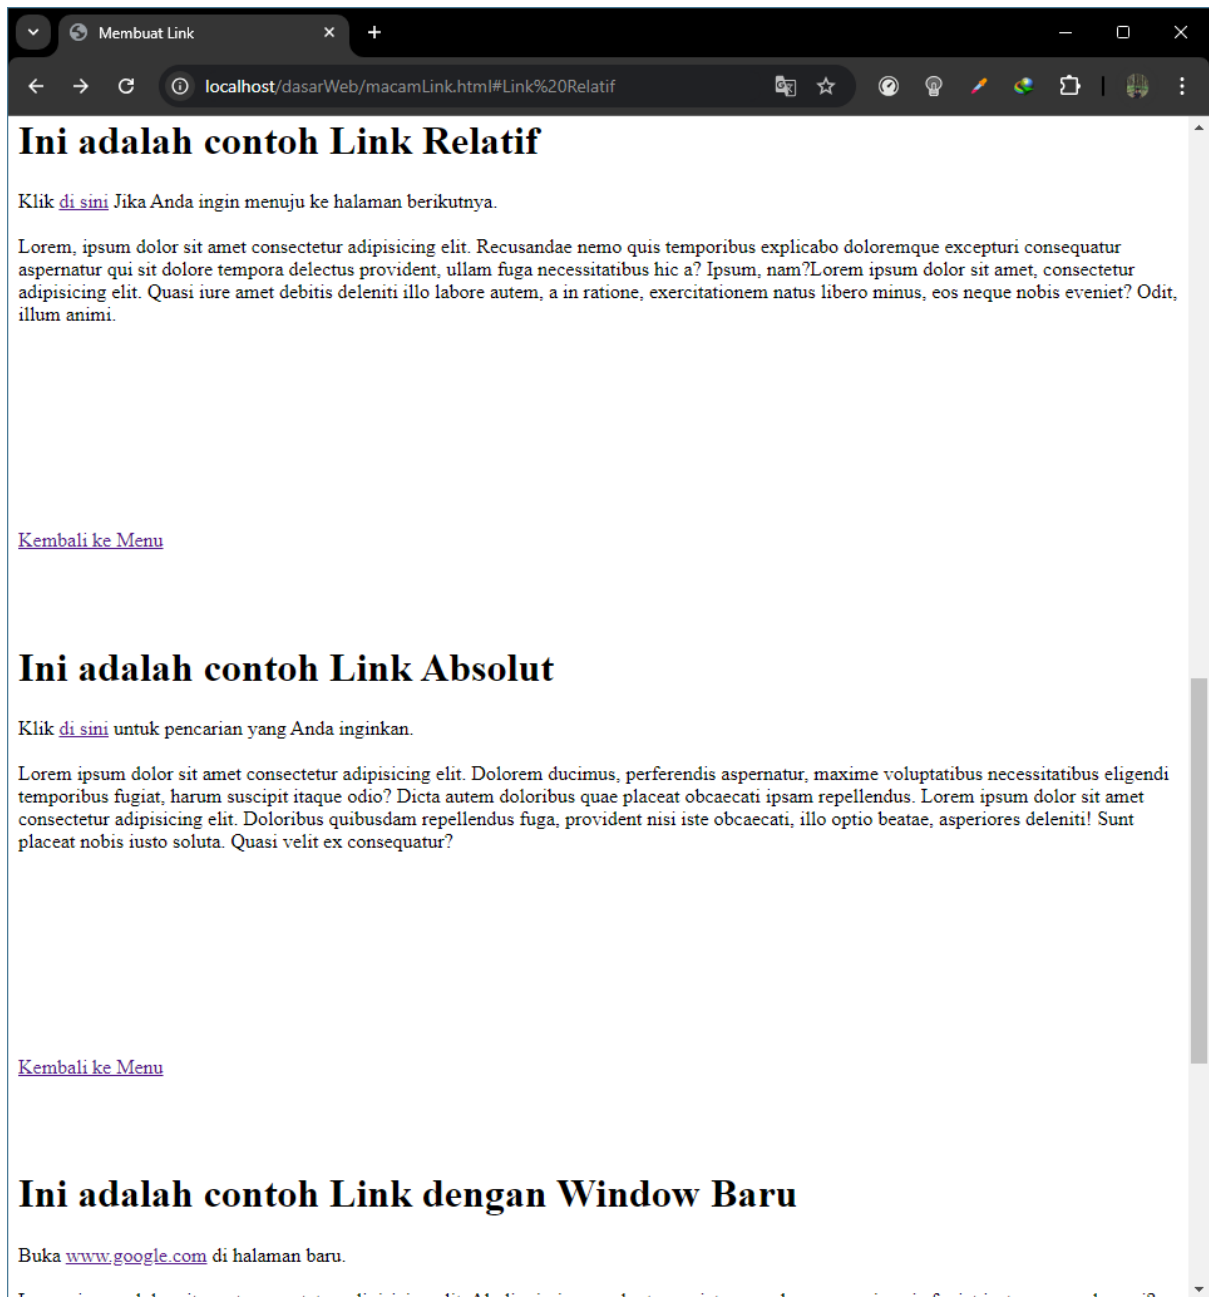 Membuat Link
localhost/dasarWeb/macamLink.html#Link%20Relatif
Ini adalah contoh Link Relatif
Klik di sini Jika Anda ingin menuju ke halaman berikutnya.
Lorem, ipsum dolor sit amet consectetur adipisicing elit. Recusandae nemo quis temporibus explicabo doloremque excepturi consequatur
aspernatur qui sit dolore tempora delectus provident, ullam fuga necessitatibus hic a? Ipsum, nam?Lorem ipsum dolor sit amet, consectetur
adipisicing elit. Quasi iure amet debitis deleniti illo labore autem, a in ratione, exercitationem natus libero minus, eos neque nobis eveniet? Odit,
illum animi.
Kembali ke Menu
Ini adalah contoh Link Absolut
Klik di sini untuk pencarian yang Anda inginkan.
Lorem ipsum dolor sit amet consectetur adipisicing elit. Dolorem ducimus, perferendis aspernatur, maxime voluptatibus necessitatibus eligendi
temporibus fugiat, harum suscipit itaque odio? Dicta autem doloribus quae placeat obcaecati ipsam repellendus. Lorem ipsum dolor sit amet
consectetur adipisicing elit. Doloribus quibusdam repellendus fuga, provident nisi iste obcaecati, illo optio beatae, asperiores deleniti! Sunt
placeat nobis iusto soluta. Quasi velit ex consequatur?
Kembali ke Menu
Ini adalah contoh Link dengan Window Baru
Buka www.google.com di halaman baru.